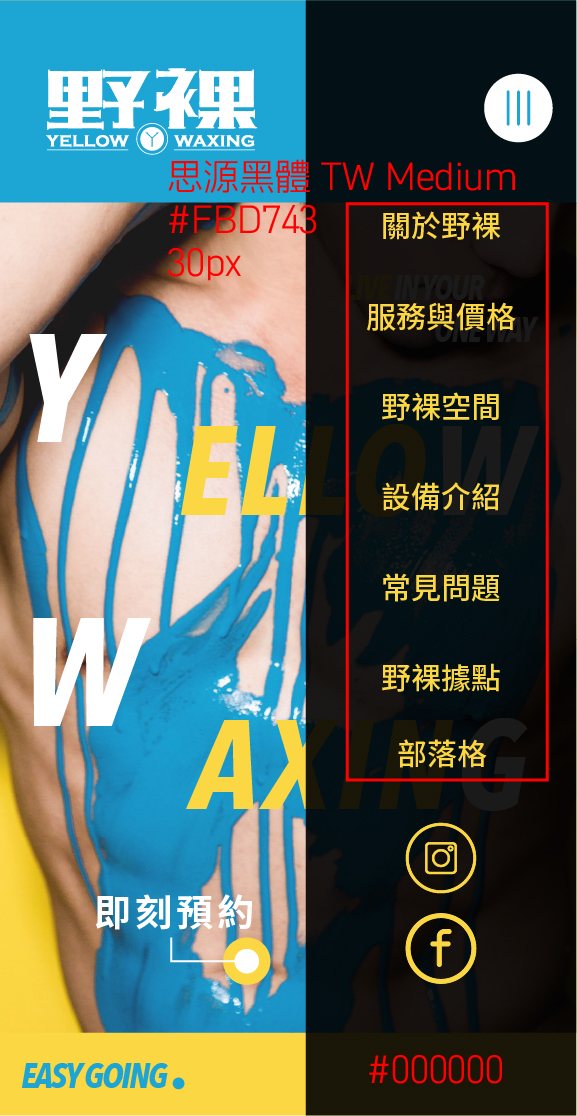 野裸
YELLOW Y WAXING
思源黑體 TW Medium
#FBD743
30px
關於野裸
LIVE IN YOUR
ONE WAY
服務與價格
野裸空間
Y
ELLOW
設備介紹
常見問題
野裸據點
W
AXING
部落格
即刻預約
EASY GOING.
#000000